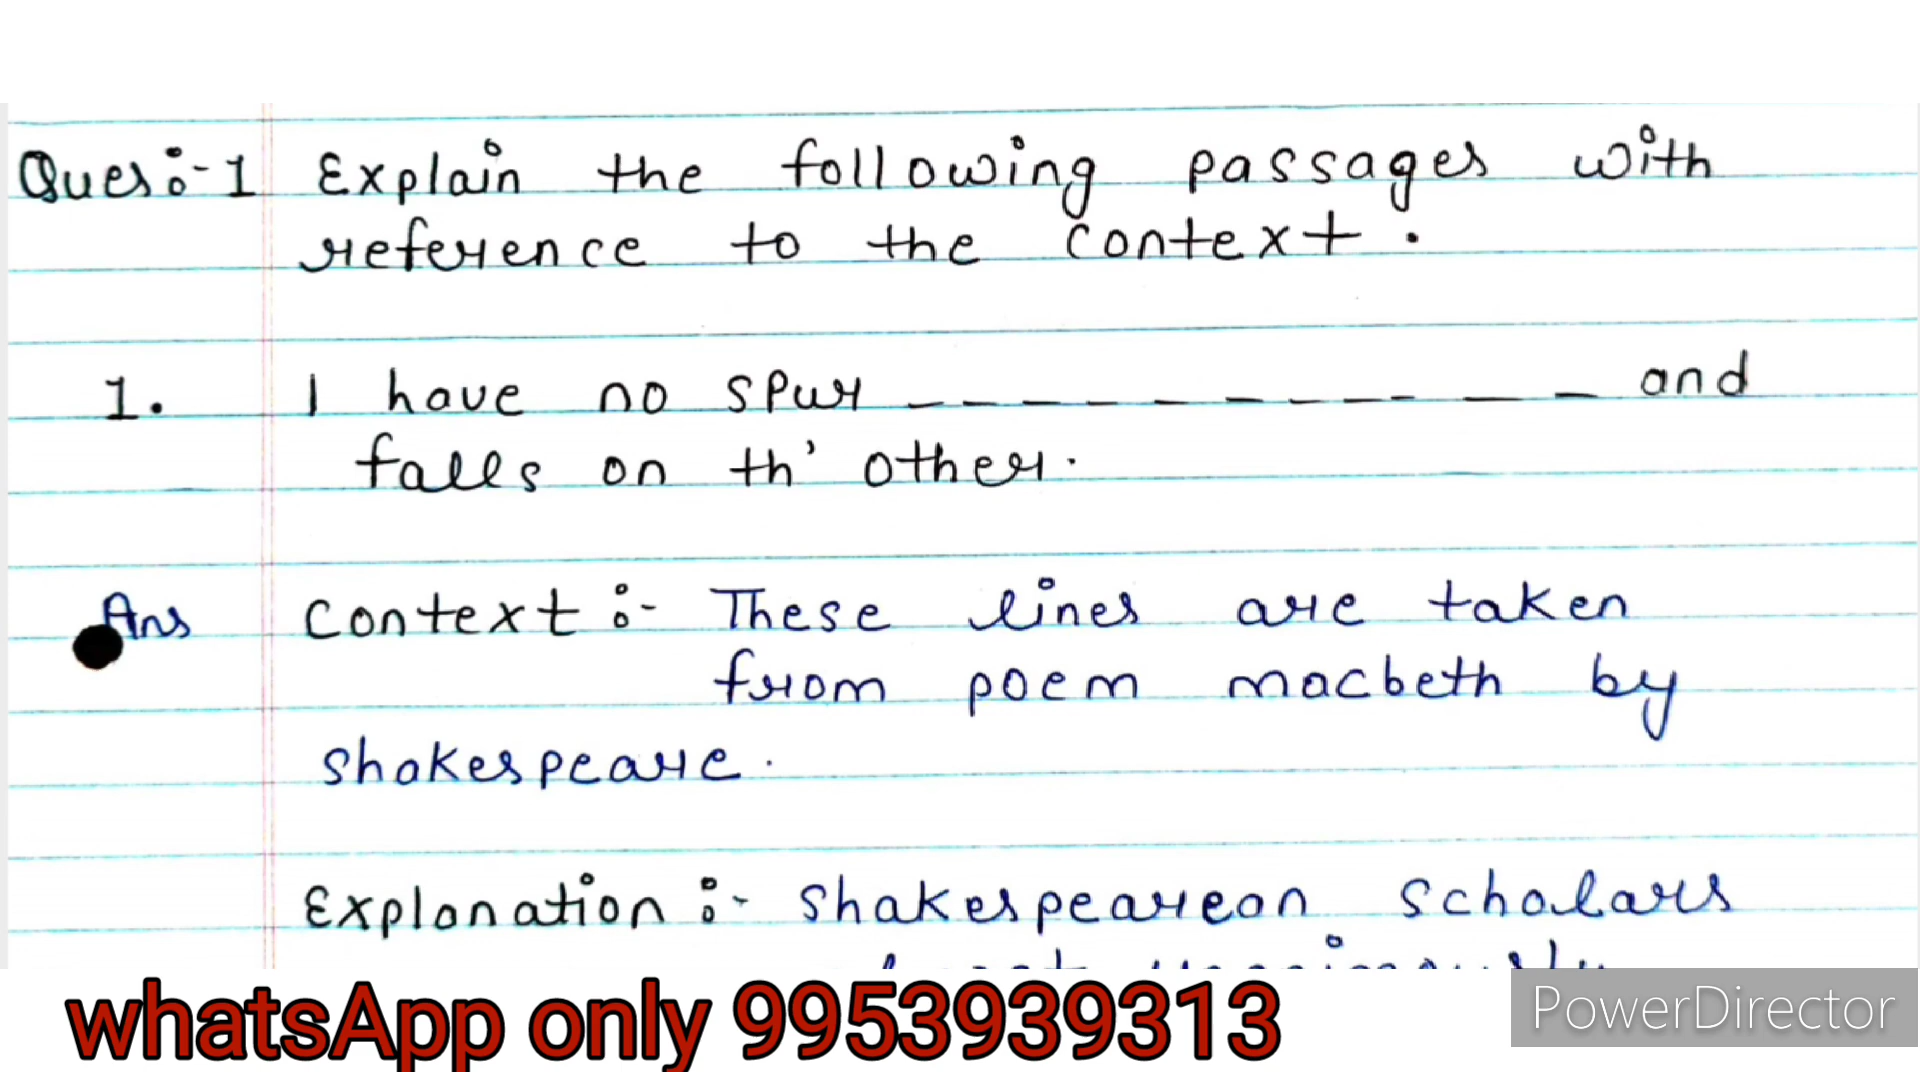 Ques:-1 Explain the following passages with
reference to the context.
1. I have no spur ____________ and
falls on th' other.
Ans Context:- These lines are taken
from poem macbeth by
shakespeare.
Explanation:- shakespearean scholars
whatsApp only 9953939313
PowerDirector